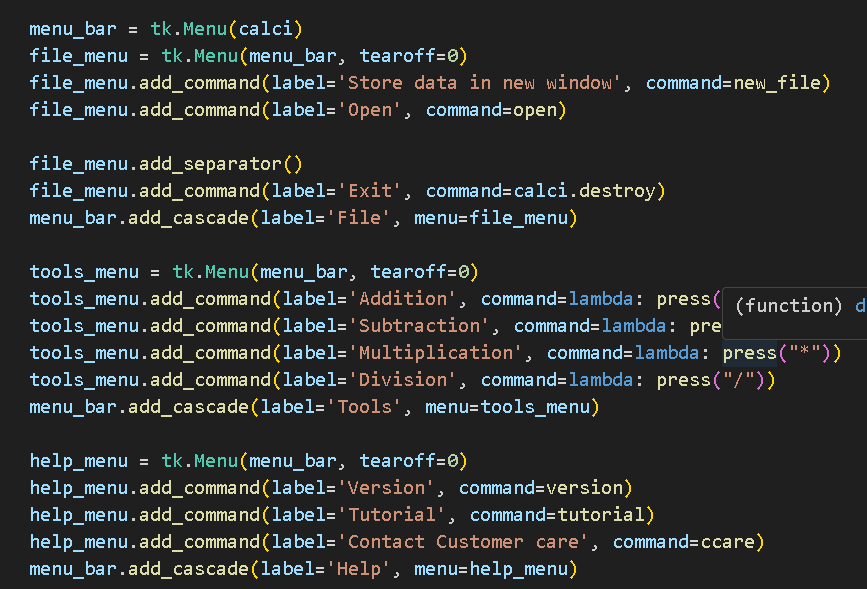 menu_bar = tk.Menu(calci)
file_menu = tk.Menu(menu_bar, tearoff=0)
file_menu.add_command(label='Store data in new window', command=new_file)
file_menu.add_command(label='Open', command=open)
file_menu.add_separator()
file_menu.add_command(label='Exit', command=calci.destroy)
menu_bar.add_cascade(label='File', menu=file_menu)
tools_menu = tk.Menu(menu_bar, tearoff=0)
tools_menu.add_command(label='Addition', command=lambda: press(
(function) d
tools_menu.add_command(label='Subtraction', command=lambda: pre
tools_menu.add_command(label='Multiplication', command=lambda: press("*"))
tools_menu.add_command(label='Division', command=lambda: press("/"))
menu_bar.add_cascade(label='Tools', menu=tools_menu)
help_menu = tk.Menu(menu_bar, tearoff=0)
help_menu.add_command(label='Version', command=version)
help_menu.add_command(label='Tutorial', command=tutorial)
help_menu.add_command(label='Contact Customer care', command=ccare)
menu_bar.add_cascade(label='Help', menu=help_menu)